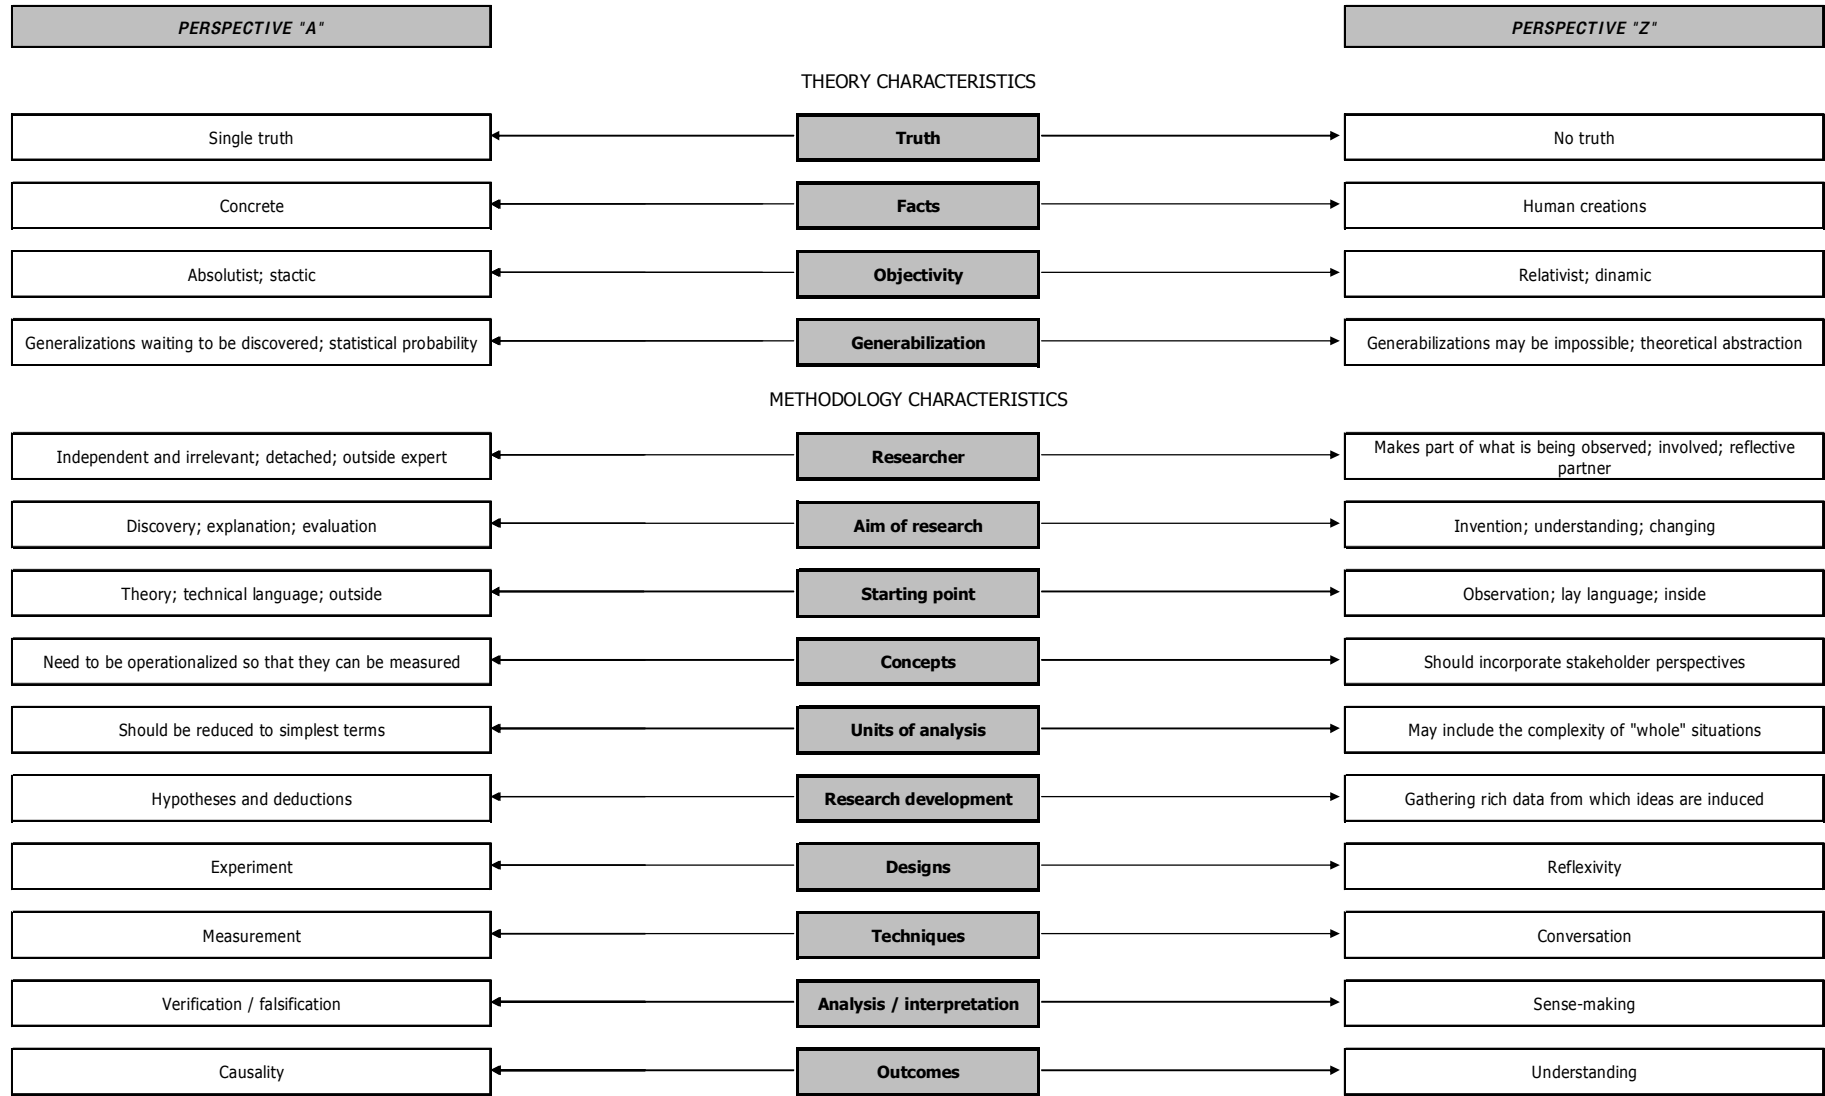 PERSPECTIVE "A"
PERSPECTIVE "Z"
THEORY CHARACTERISTICS
Single truth
Truth
No truth
Concrete
Facts
Human creations
Absolutist; stactic
Objectivity
Relativist; dinamic
Generalizations waiting to be discovered; statistical probability
Generabilization
Generabilizations may be impossible; theoretical abstraction
METHODOLOGY CHARACTERISTICS
Independent and irrelevant; detached; outside expert
Researcher
Makes part of what is being observed; involved; reflective
partner
Discovery; explanation; evaluation
Aim of research
Invention; understanding; changing
Theory; technical language; outside
Starting point
Observation; lay language; inside
Need to be operationalized so that they can be measured
Concepts
Should incorporate stakeholder perspectives
Should be reduced to simplest terms
Units of analysis
May include the complexity of "whole" situations
Hypotheses and deductions
Research development
Gathering rich data from which ideas are induced
Experiment
Designs
Reflexivity
Measurement
Techniques
Conversation
Verification / falsification
Analysis / interpretation
Sense-making
Causality
Outcomes
Understanding